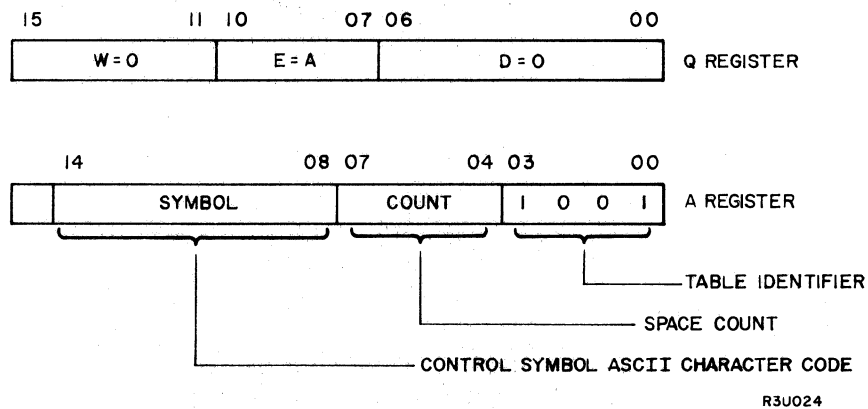 15 11 10 07 06 00
W=0 E=A D=0 Q REGISTER
14 08 07 04 03 00
SYMBOL COUNT 1 0 0 1 A REGISTER
TABLE IDENTIFIER
SPACE COUNT
CONTROL SYMBOL ASCII CHARACTER CODE
R3U024